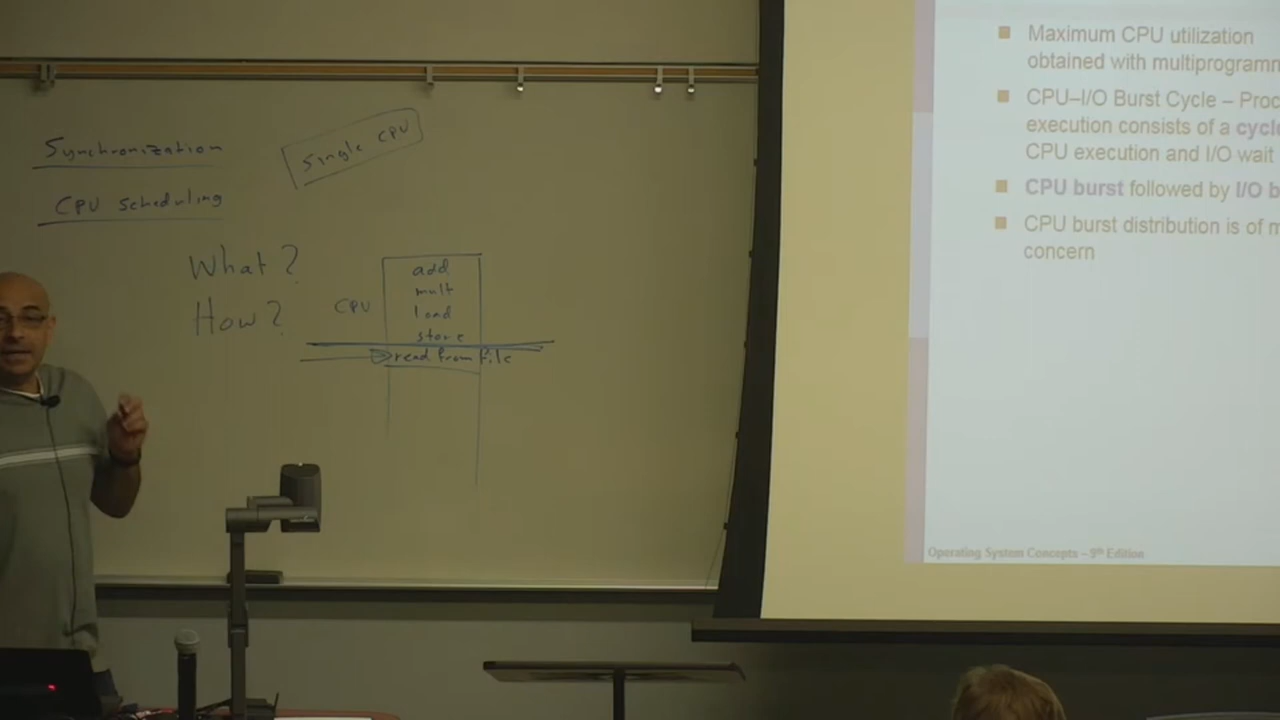 Synchronization
Single CPU
CPU Scheduling
What?
How?
CPU
add
mult
load
store
read from file
Maximum CPU utilization
obtained with multiprogramm
CPU–I/O Burst Cycle – Proc
execution consists of a cycle
CPU execution and I/O wait
CPU burst followed by I/O b
CPU burst distribution is of m
concern
Operating System Concepts – 9th Edition